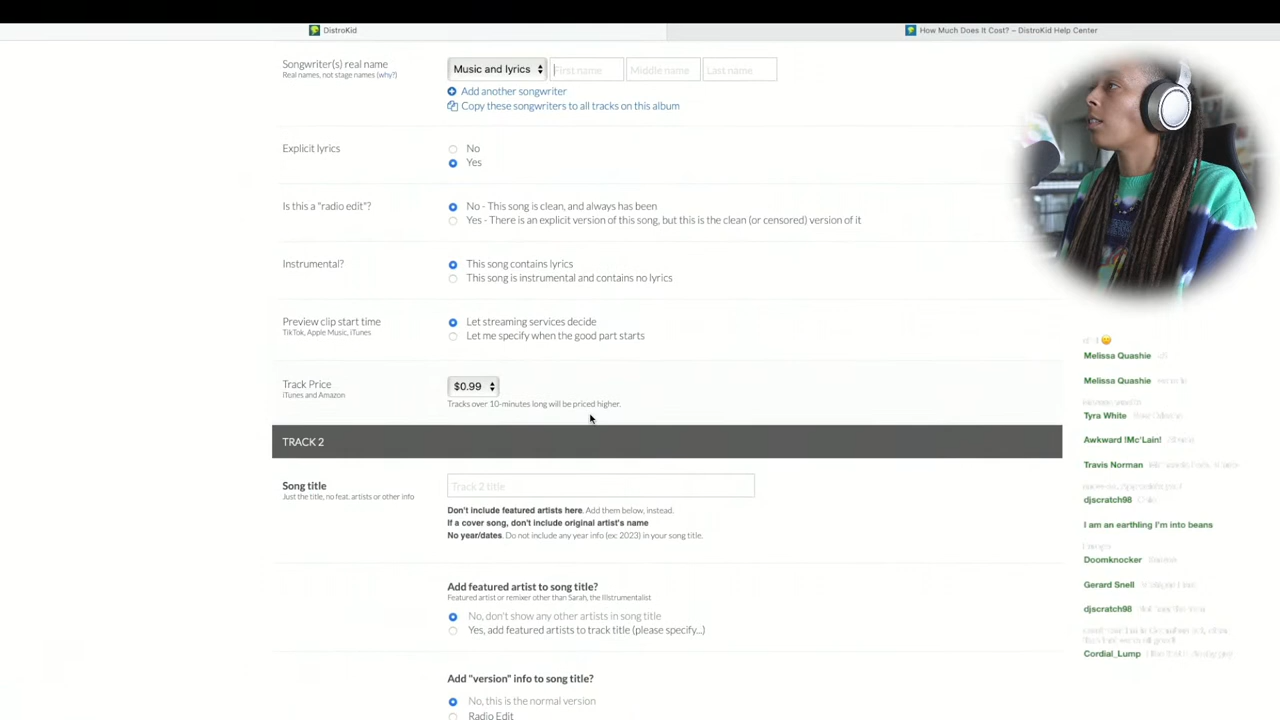 DistroKid
How Much Does It Cost? – DistroKid Help Center
Songwriter(s) real name
Real names, not stage names (why?)
Music and lyrics
First name
Middle name
Last name
Add another songwriter
Copy these songwriters to all tracks on this album
Explicit lyrics
No
Yes
Is this a "radio edit"?
No - This song is clean, and always has been
Yes - There is an explicit version of this song, but this is the clean (or censored) version of it
Instrumental?
This song contains lyrics
This song is instrumental and contains no lyrics
Preview clip start time
TikTok, Apple Music, iTunes
Let streaming services decide
Let me specify when the good part starts
Track Price
iTunes and Amazon
$0.99
Tracks over 10-minutes long will be priced higher.
TRACK 2
Song title
Just the title, no feat. artists or other info
Track 2 title
Don't include featured artists here. Add them below, instead.
If a cover song, don't include original artist's name
No year/dates. Do not include any year info (ex: 2023) in your song title.
Add featured artist to song title?
Featured artist or remixer other than Sarah, the Illstrumentalist
No, don't show any other artists in song title
Yes, add featured artists to track title (please specify...)
Add "version" info to song title?
No, this is the normal version
Radio Edit
Melissa Quashie
Melissa Quashie
Tyra White
Awkward !Mc'Lain!
Travis Norman
djscratch98
I am an earthling I'm into beans
Doomknocker
Gerard Snell
djscratch98
Cordial_Lump